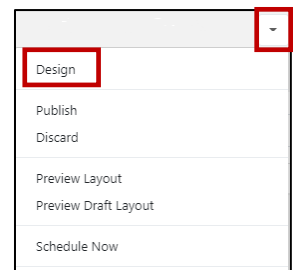 Design
Publish
Discard
Preview Layout
Preview Draft Layout
Schedule Now